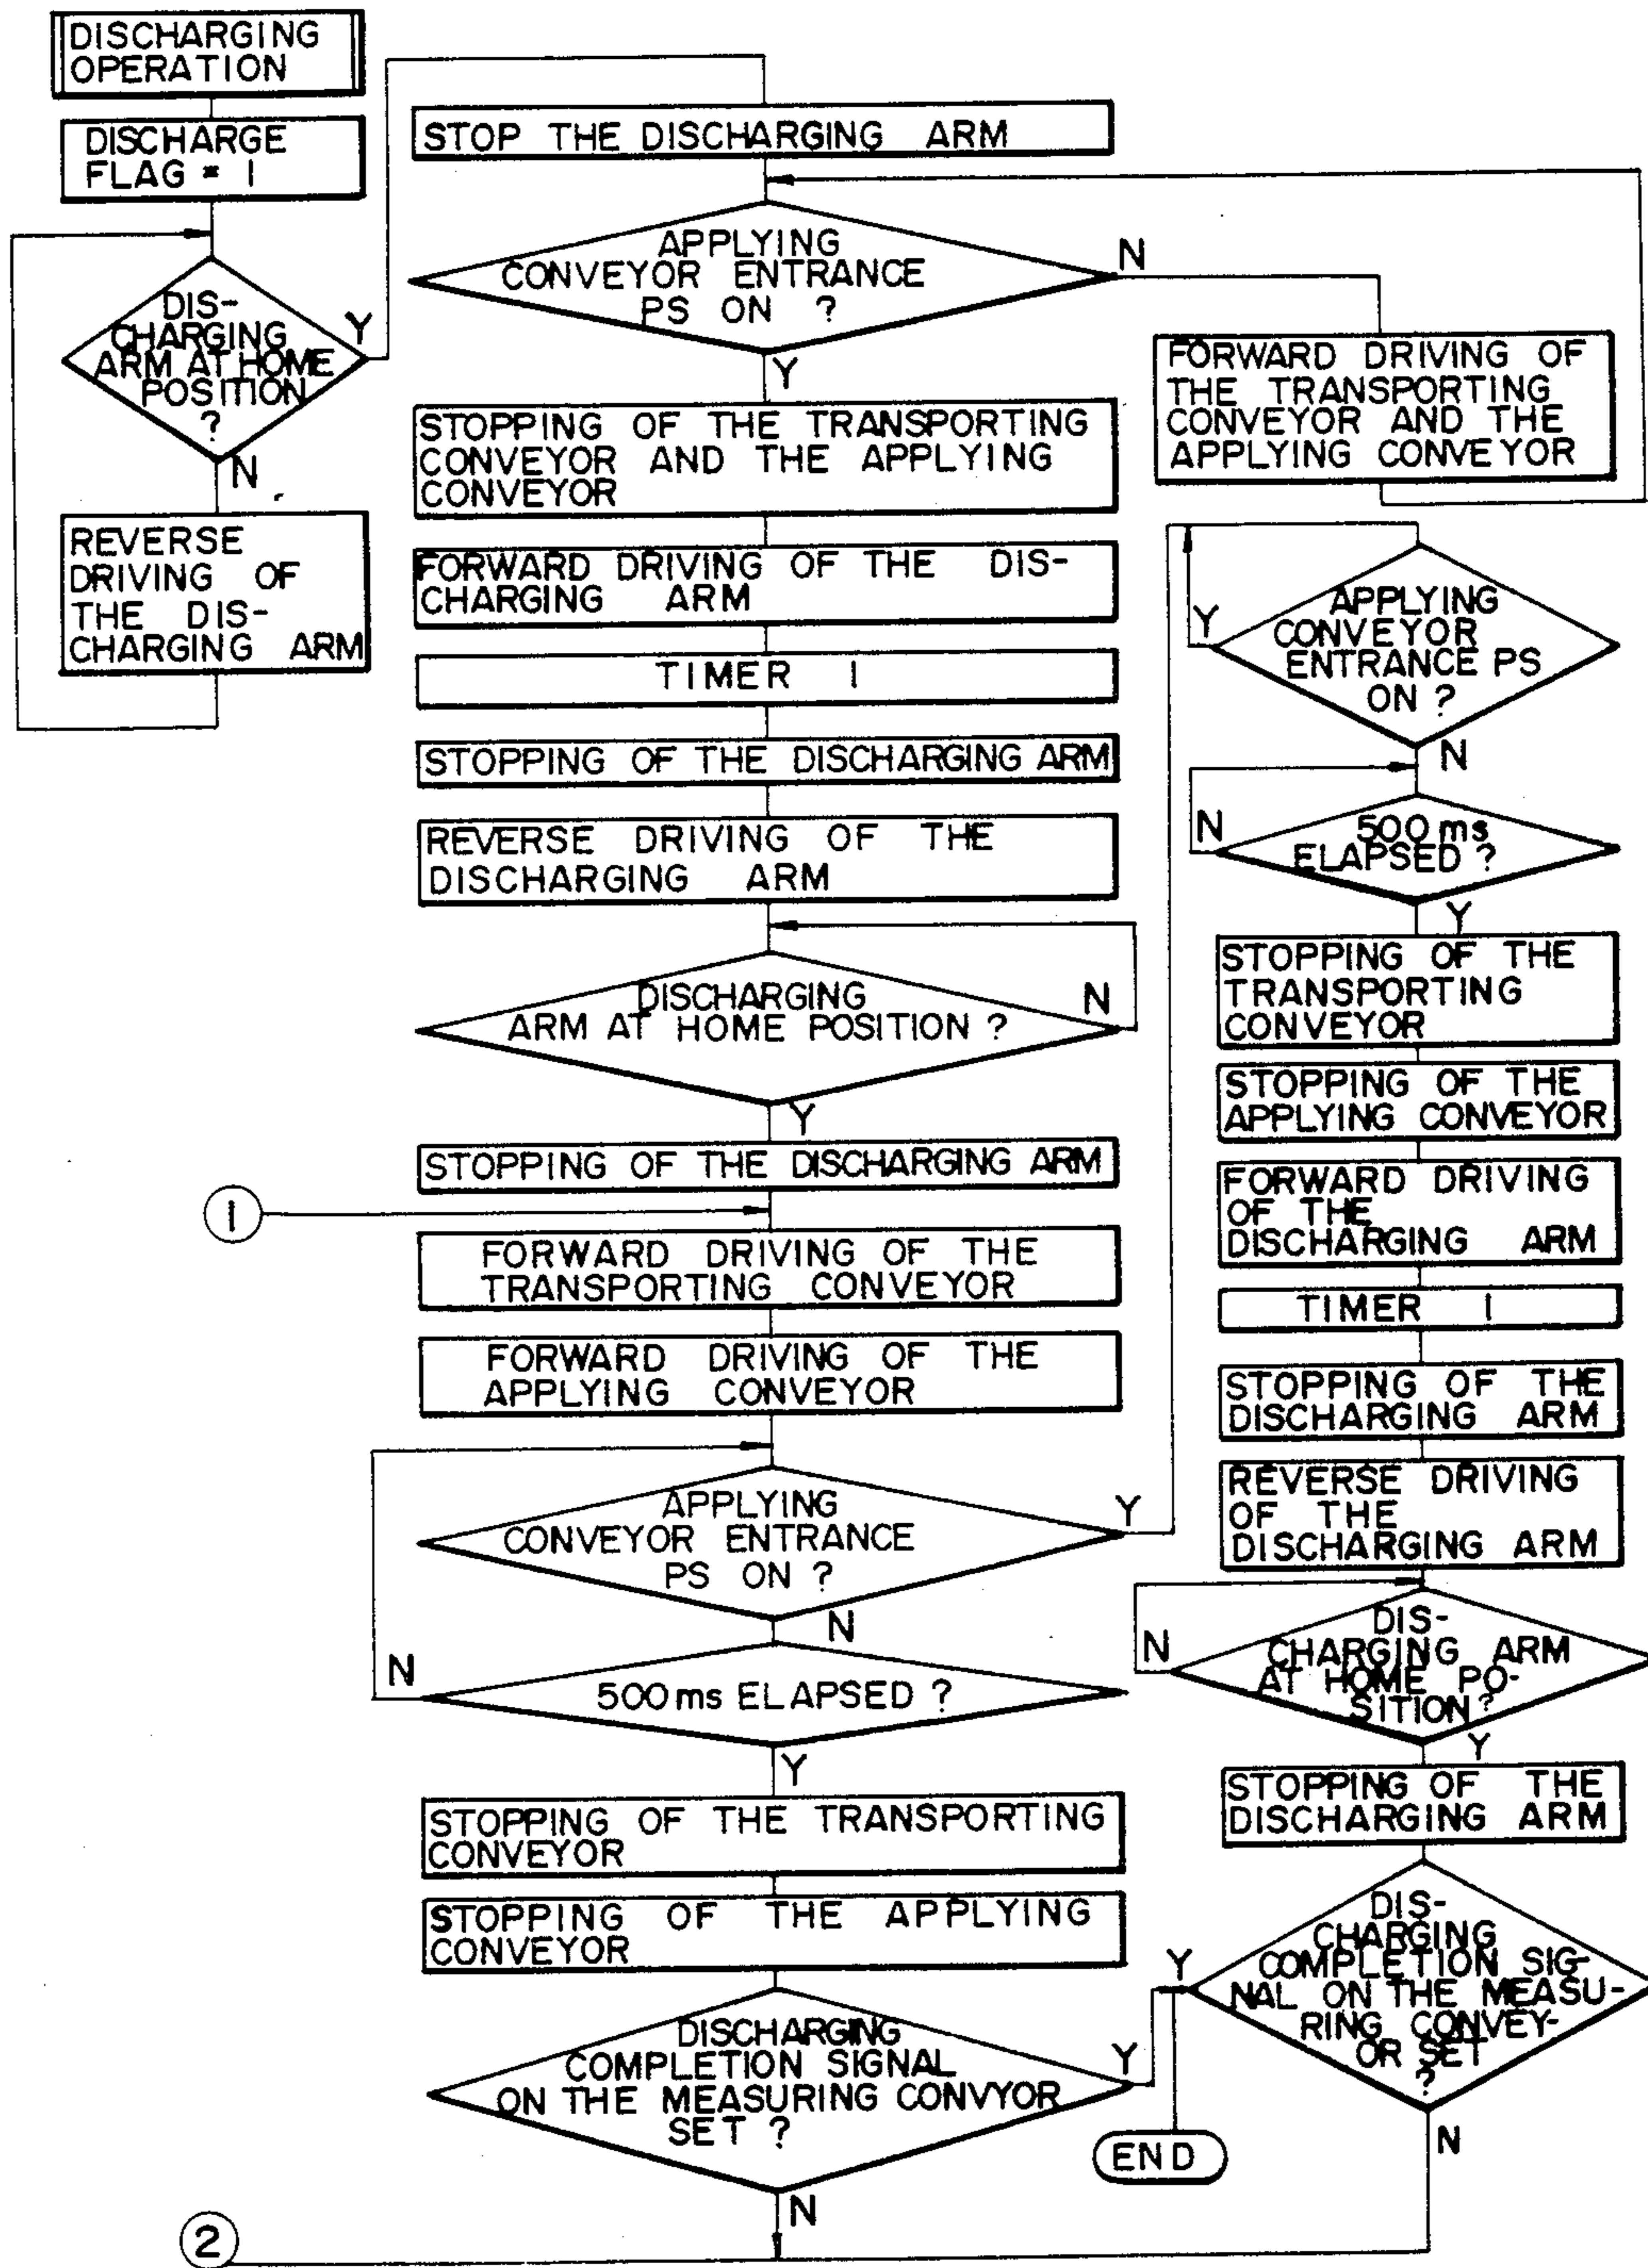 DISCHARGING
OPERATION
DISCHARGE
FLAG = 1
DIS-
CHARGING
ARM AT HOME
POSITION
?
Y
N
REVERSE
DRIVING OF
THE DIS-
CHARGING ARM
STOP THE DISCHARGING ARM
APPLYING
CONVEYOR ENTRANCE
PS ON ?
N
Y
FORWARD DRIVING OF
THE TRANSPORTING
CONVEYOR AND THE
APPLYING CONVEYOR
STOPPING OF THE TRANSPORTING
CONVEYOR AND THE APPLYING
CONVEYOR
FORWARD DRIVING OF THE DIS-
CHARGING ARM
TIMER 1
STOPPING OF THE DISCHARGING ARM
REVERSE DRIVING OF THE
DISCHARGING ARM
DISCHARGING
ARM AT HOME POSITION ?
N
Y
STOPPING OF THE DISCHARGING ARM
1
FORWARD DRIVING OF THE
TRANSPORTING CONVEYOR
FORWARD DRIVING OF THE
APPLYING CONVEYOR
APPLYING
CONVEYOR ENTRANCE
PS ON ?
Y
N
500ms ELAPSED ?
N
Y
STOPPING OF THE TRANSPORTING
CONVEYOR
STOPPING OF THE APPLYING
CONVEYOR
DISCHARGING
COMPLETION SIGNAL
ON THE MEASURING CONVYOR
SET ?
Y
N
2
APPLYING
CONVEYOR
ENTRANCE PS
ON ?
Y
N
500ms
ELAPSED ?
N
Y
STOPPING OF THE
TRANSPORTING
CONVEYOR
STOPPING OF THE
APPLYING CONVEYOR
FORWARD DRIVING
OF THE
DISCHARGING ARM
TIMER 1
STOPPING OF THE
DISCHARGING ARM
REVERSE DRIVING
OF THE
DISCHARGING ARM
DIS-
CHARGING ARM
AT HOME PO-
SITION?
N
Y
STOPPING OF THE
DISCHARGING ARM
DIS-
CHARGING
COMPLETION SIG-
NAL ON THE MEASU-
RING CONVEY-
OR SET
?
Y
N
END